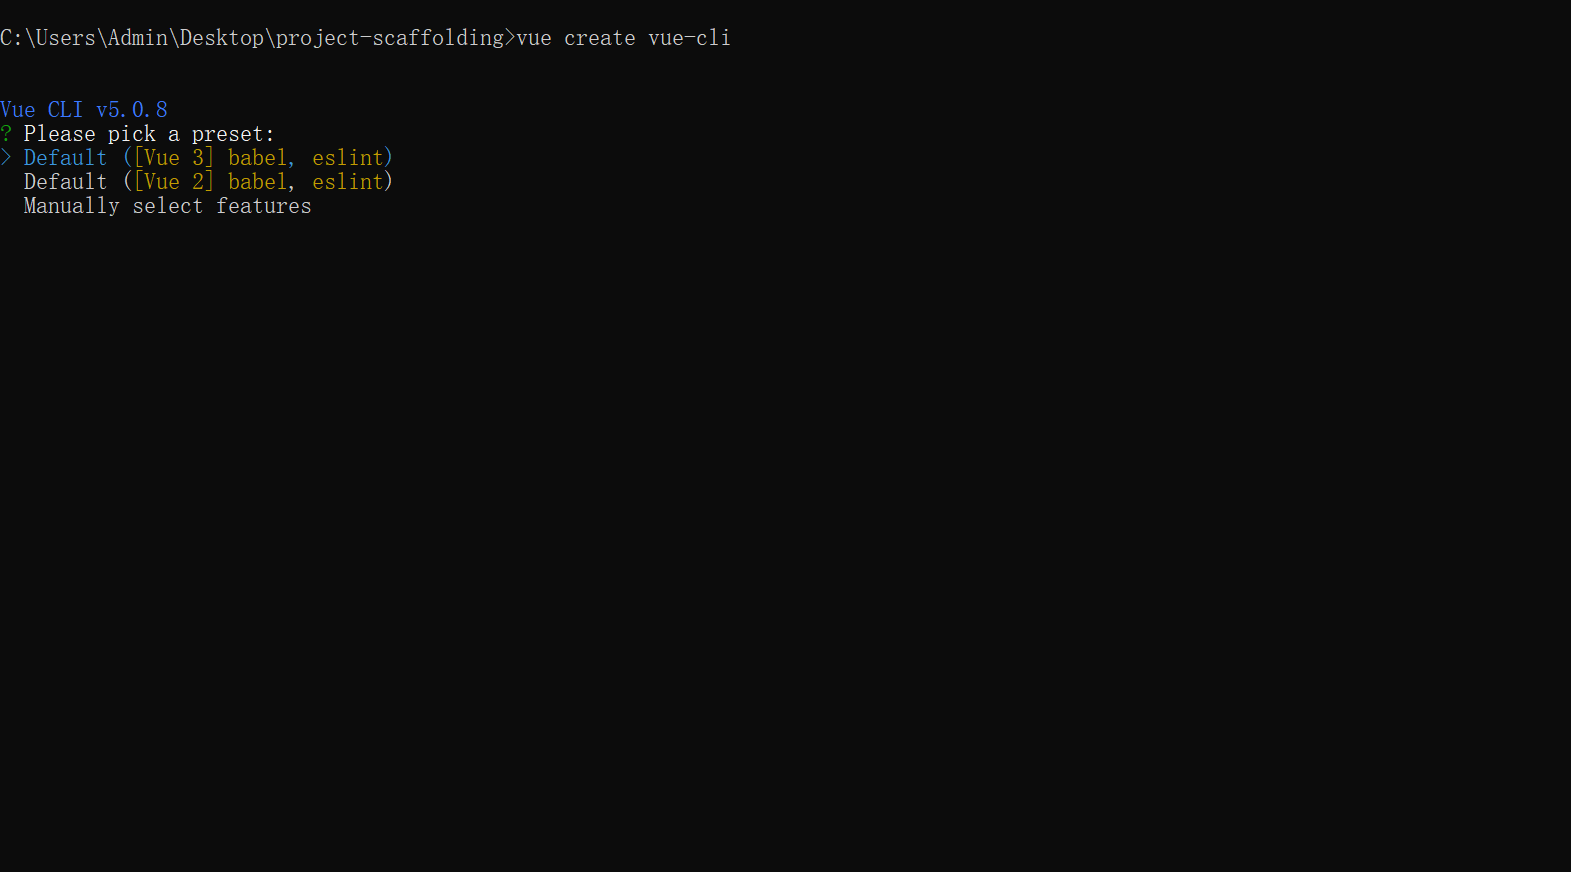 C:\Users\Admin\Desktop\project-scaffolding>vue create vue-cli
Vue CLI v5.0.8
? Please pick a preset:
> Default ([Vue 3] babel, eslint)
  Default ([Vue 2] babel, eslint)
  Manually select features